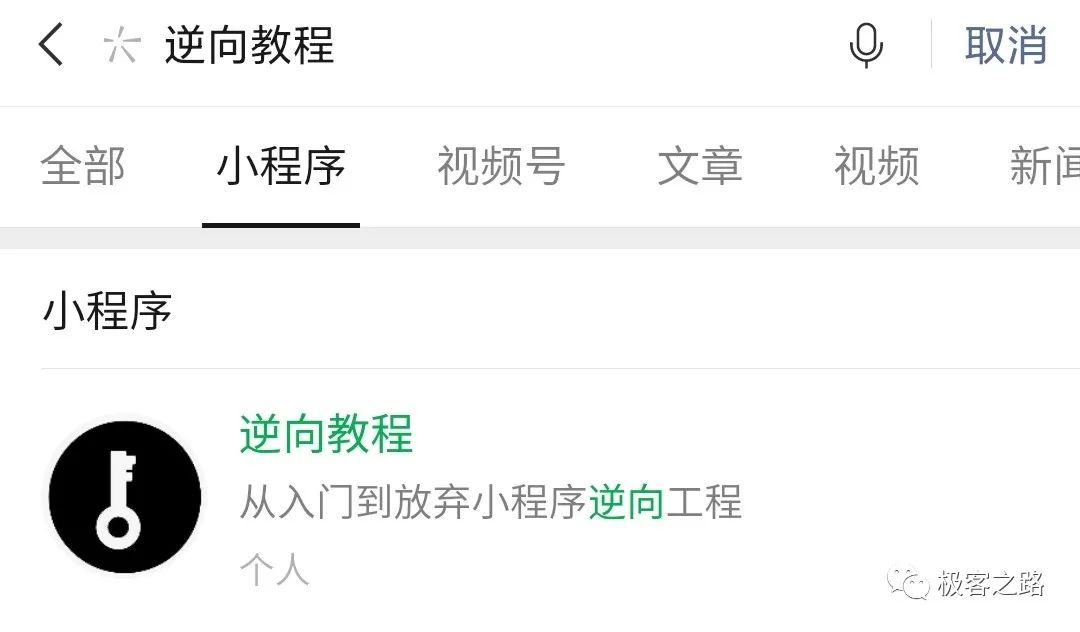 逆向教程 取消
全部 小程序 视频号 文章 视频 新闻
小程序
逆向教程
从入门到放弃小程序逆向工程
个人
极客之路